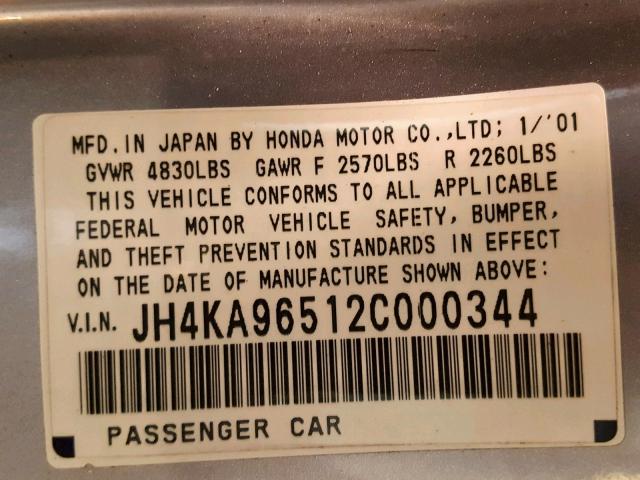 MFD.IN JAPAN BY HONDA MOTOR CO.,LTD; 1/'01
GVWR 4830LBS GAWR F 2570LBS R 2260LBS
THIS VEHICLE CONFORMS TO ALL APPLICABLE
FEDERAL MOTOR VEHICLE SAFETY, BUMPER,
AND THEFT PREVENTION STANDARDS IN EFFECT
ON THE DATE OF MANUFACTURE SHOWN ABOVE:
V.I.N. JH4KA96512C000344
PASSENGER CAR